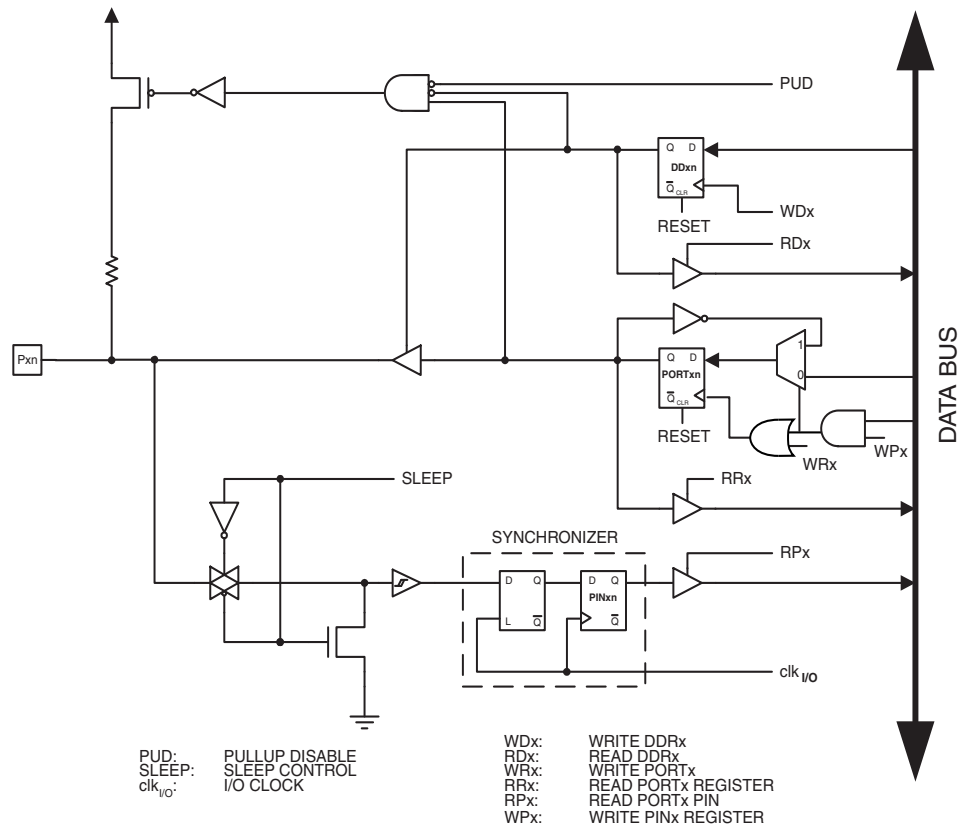 PUD
Q D
DDxn
Q CLR
WDx
RESET
RDx
1
Pxn
Q D
PORTxn
0
Q CLR
RESET
WRx
WPx
DATA BUS
SLEEP
RRx
SYNCHRONIZER
RPx
D Q
D Q
PINxn
L Q
Q
clk I/O
PUD: PULLUP DISABLE
SLEEP: SLEEP CONTROL
clkI/O: I/O CLOCK
WDx: WRITE DDRx
RDx: READ DDRx
WRx: WRITE PORTx
RRx: READ PORTx REGISTER
RPx: READ PORTx PIN
WPx: WRITE PINx REGISTER